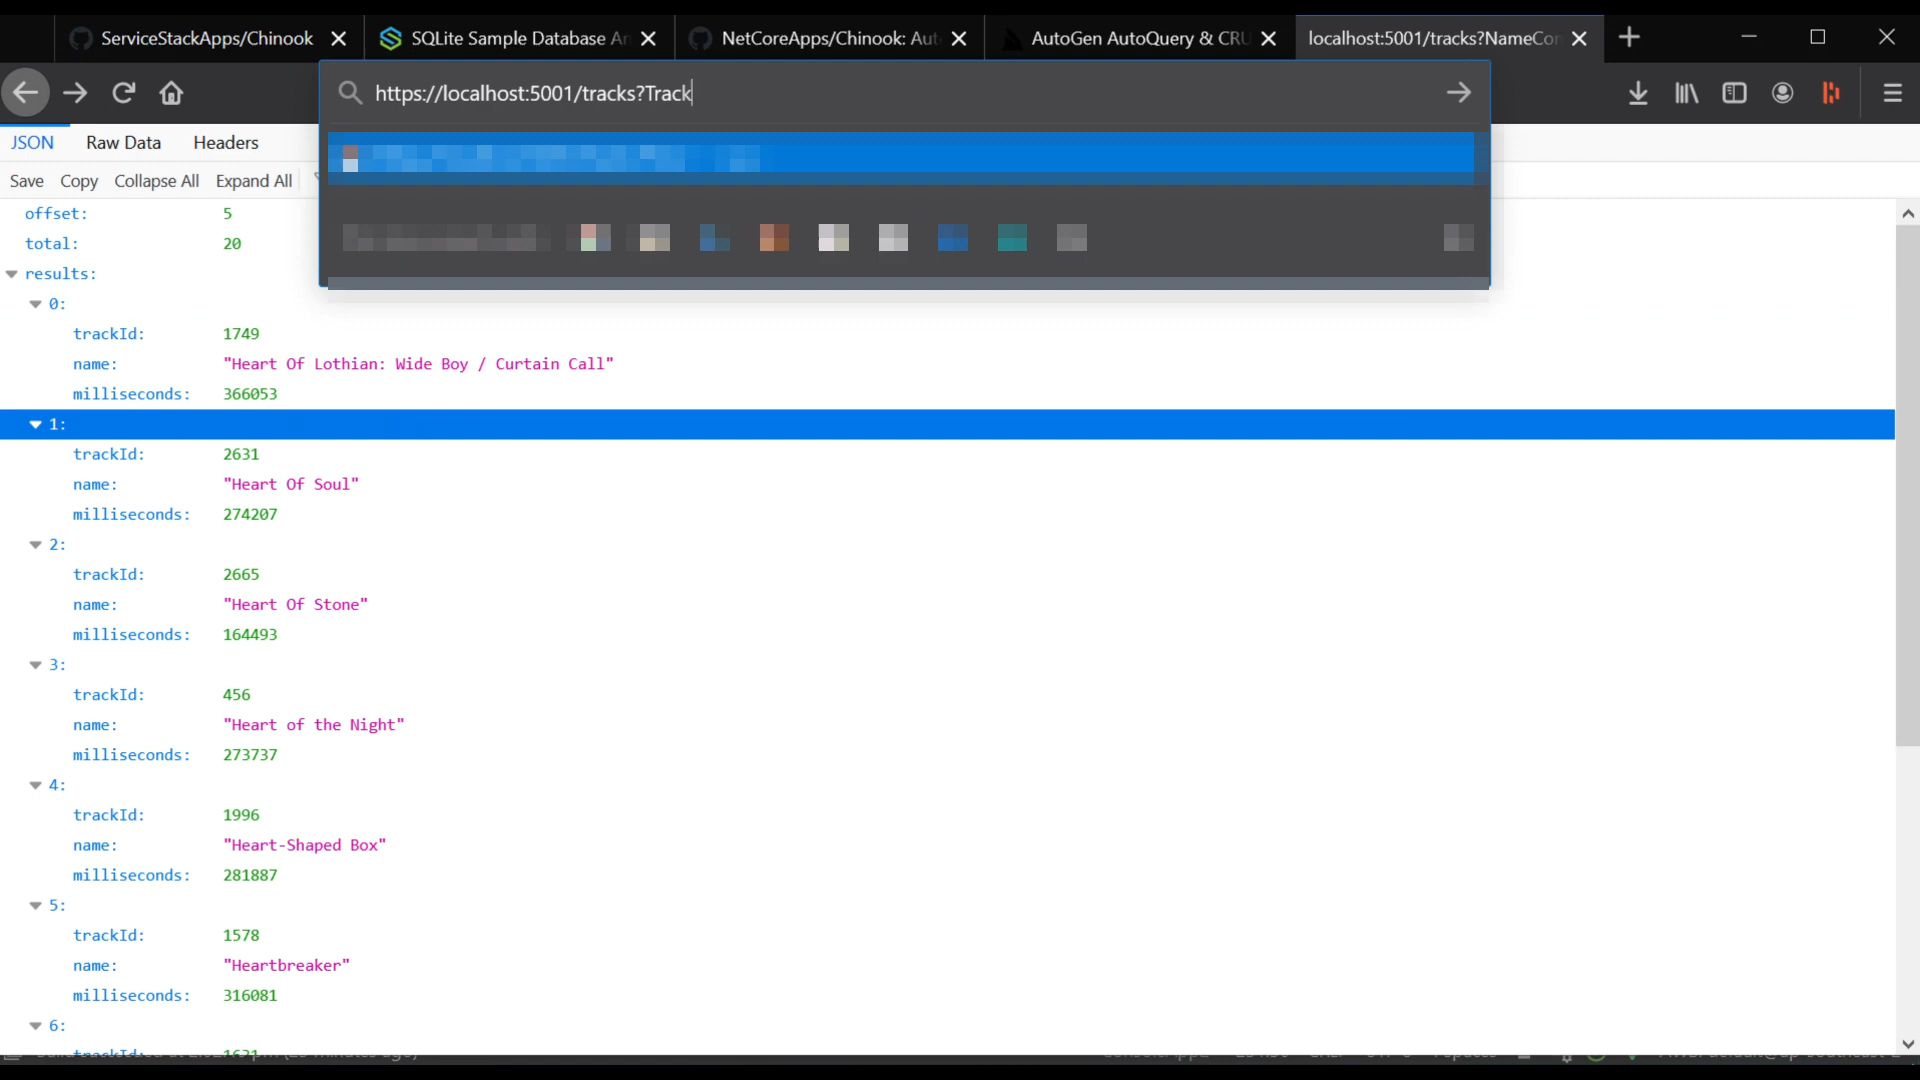 ServiceStackApps/Chinook
SQLite Sample Database An
NetCoreApps/Chinook: Aut
AutoGen AutoQuery & CRU
localhost:5001/tracks?NameCon
https://localhost:5001/tracks?Track
JSON Raw Data Headers
Save Copy Collapse All Expand All
offset: 5
total: 20
results:
0:
trackId: 1749
name: "Heart Of Lothian: Wide Boy / Curtain Call"
milliseconds: 366053
1:
trackId: 2631
name: "Heart Of Soul"
milliseconds: 274207
2:
trackId: 2665
name: "Heart Of Stone"
milliseconds: 164493
3:
trackId: 456
name: "Heart of the Night"
milliseconds: 273737
4:
trackId: 1996
name: "Heart-Shaped Box"
milliseconds: 281887
5:
trackId: 1578
name: "Heartbreaker"
milliseconds: 316081
6:
trackId: 1631